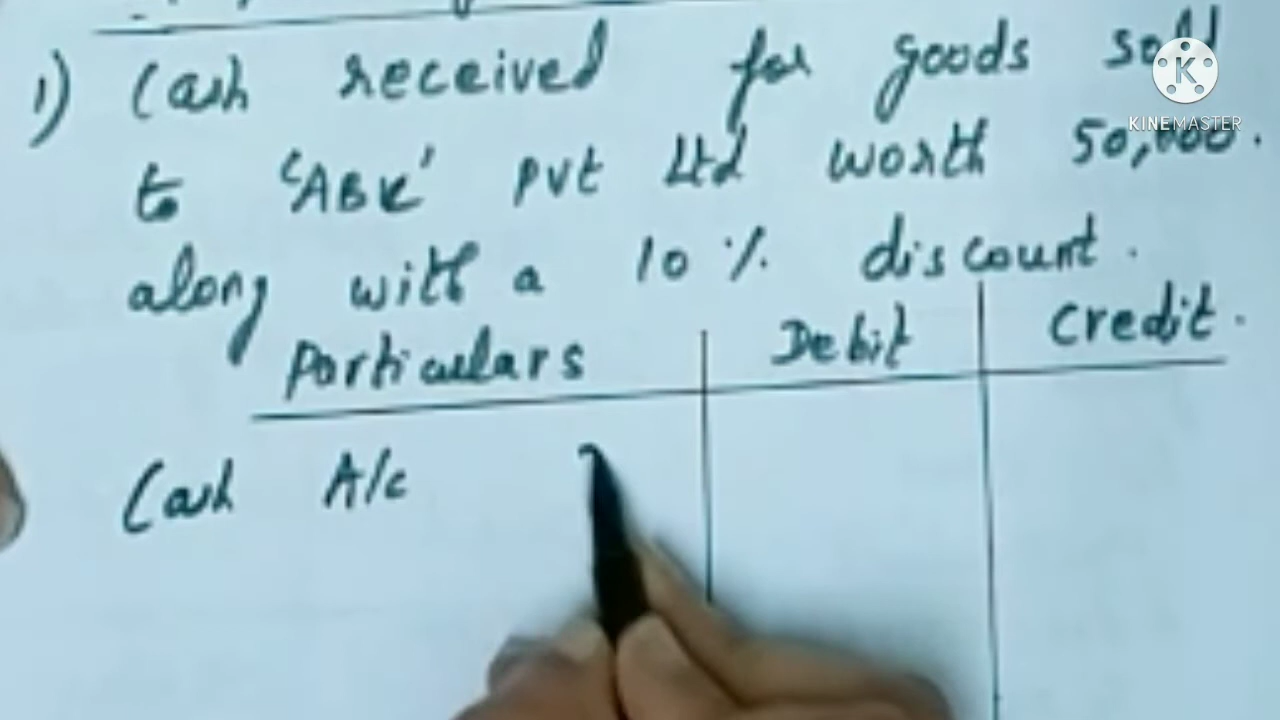 1) Cash received for goods sold
to 'ABK' Pvt Ltd worth 50,000.
along with a 10 % discount.
Particulars Debit Credit.
Cash A/c
K
KINEMASTER